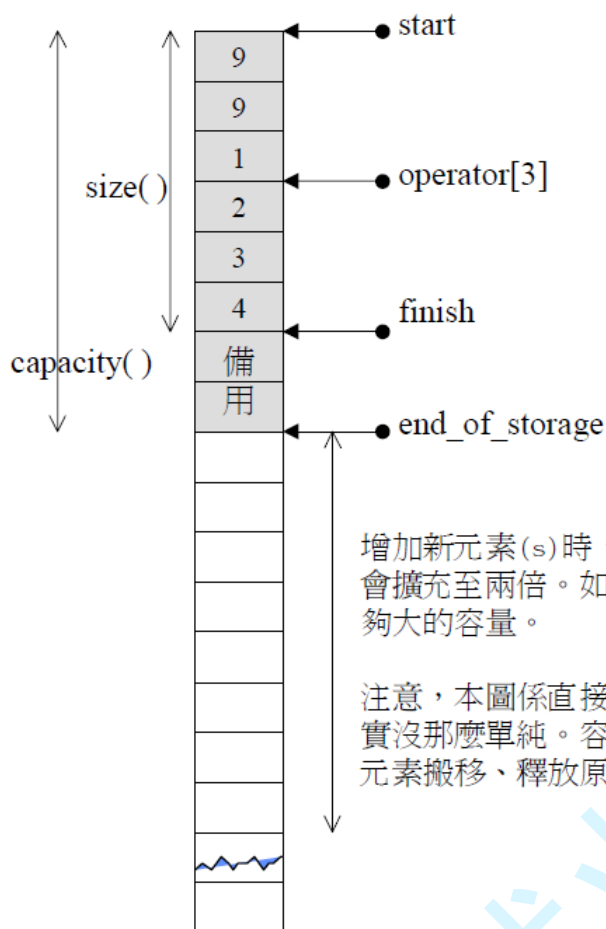 start
9
9
1
operator[3]
size( )
2
3
4
finish
capacity( )
備
用
end_of_storage
增加新元素(s)時，
會擴充至兩倍。如
夠大的容量。
注意，本圖係直接
實沒那麼單純。容
元素搬移、釋放原